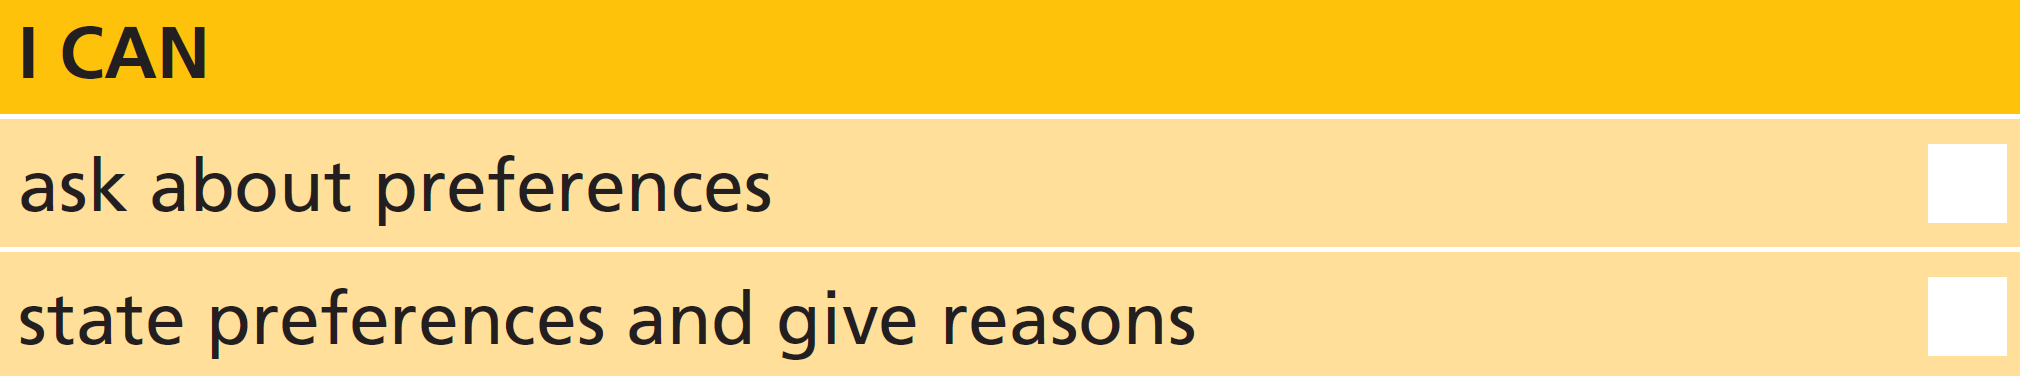 I CAN
ask about preferences
state preferences and give reasons